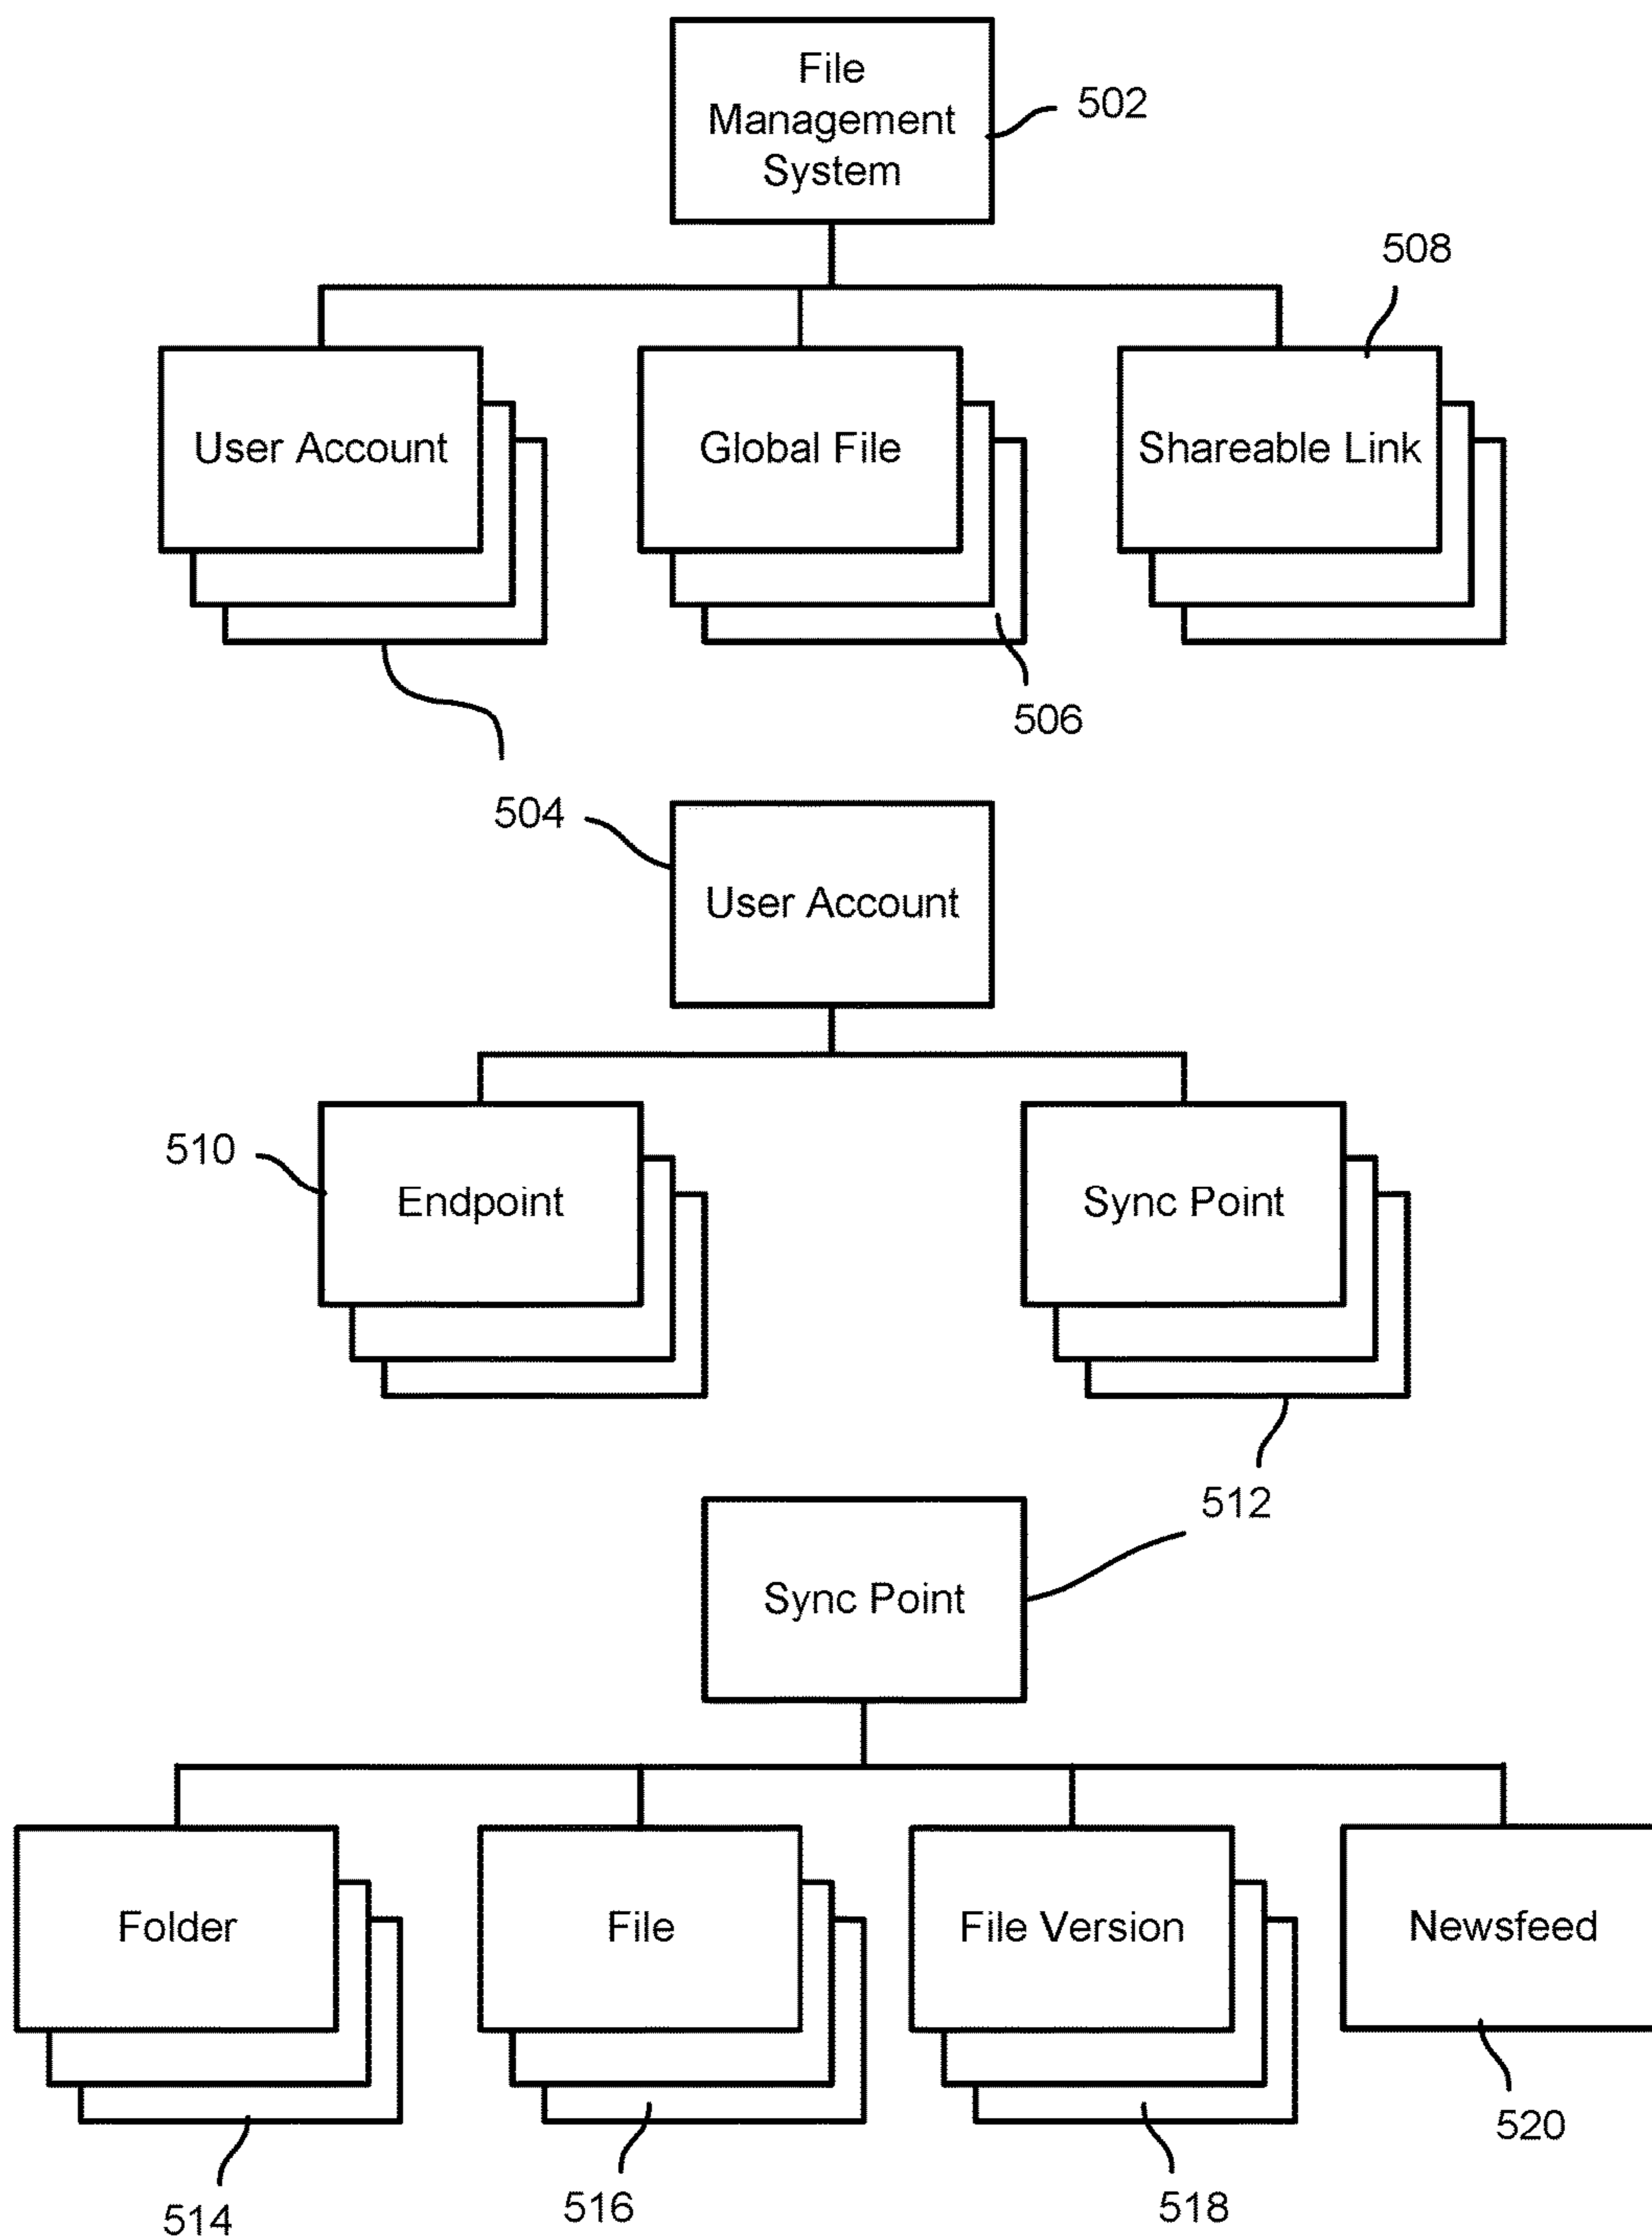 File
Management
System
502
508
User Account
Global File
Shareable Link
506
504
User Account
510
Endpoint
Sync Point
512
Sync Point
Folder
File
File Version
Newsfeed
520
514
516
518